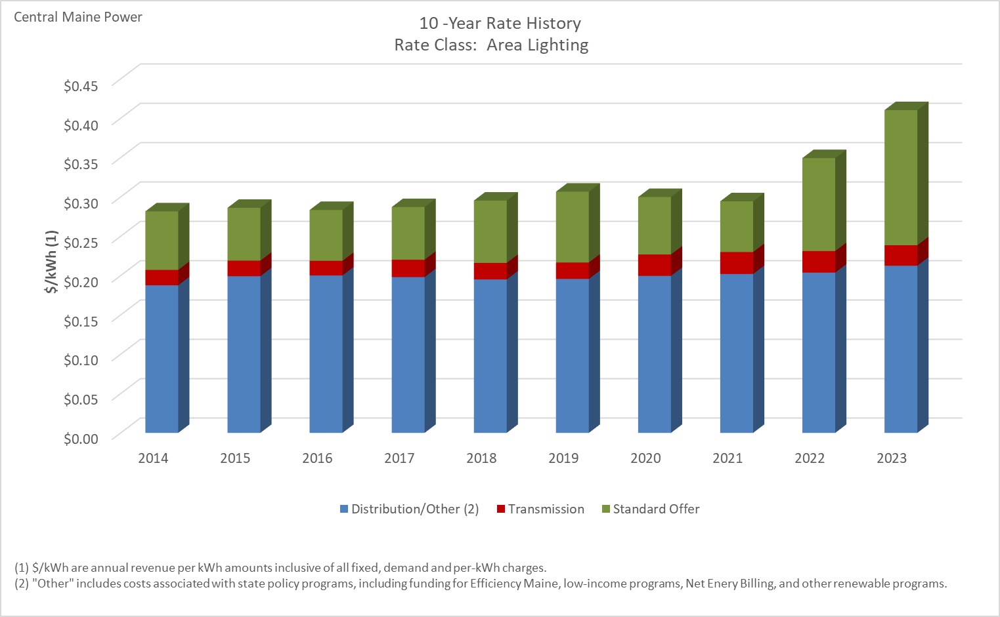 Central Maine Power
10 -Year Rate History
Rate Class:  Area Lighting
$/kWh (1)
$0.45
$0.40
$0.35
$0.30
$0.25
$0.20
$0.15
$0.10
$0.05
$0.00
2014 2015 2016 2017 2018 2019 2020 2021 2022 2023
Distribution/Other (2) Transmission Standard Offer
(1) $/kWh are annual revenue per kWh amounts inclusive of all fixed, demand and per-kWh charges.
(2) "Other" includes costs associated with state policy programs, including funding for Efficiency Maine, low-income programs, Net Enery Billing, and other renewable programs.